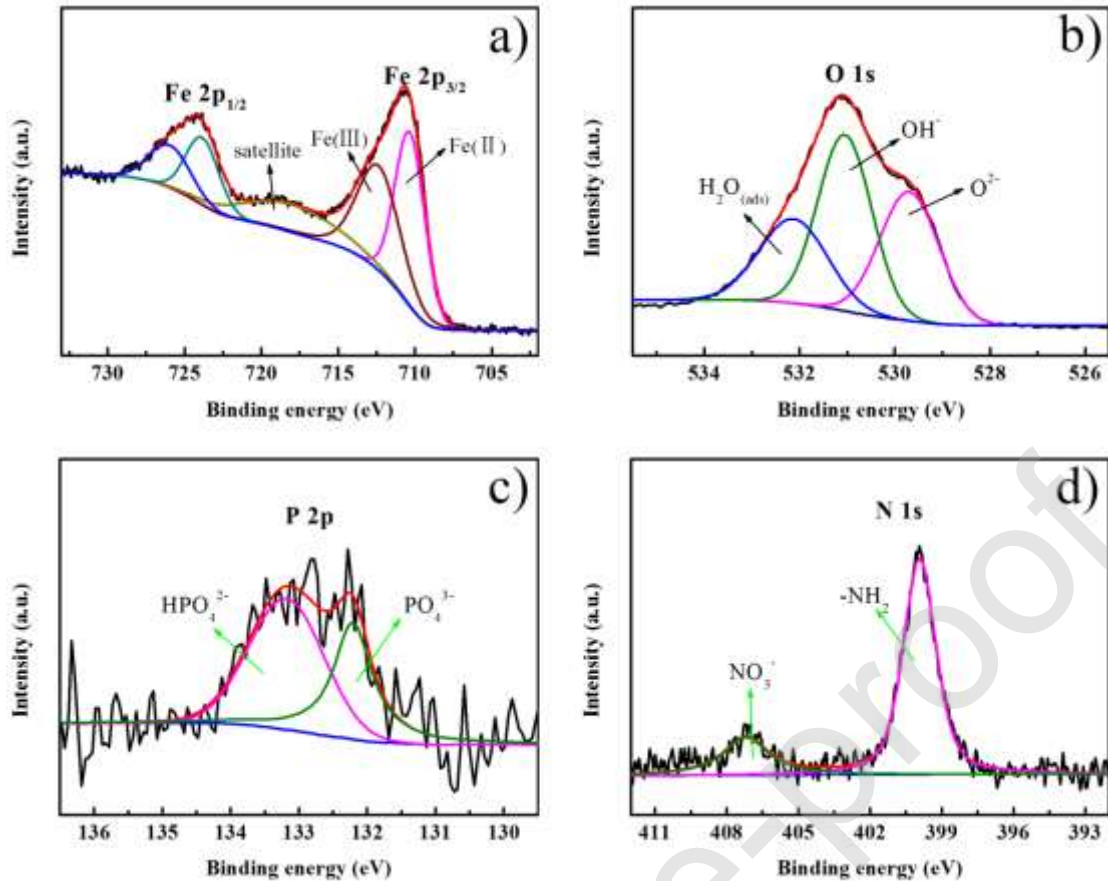 a)
Fe 2p3/2
Fe 2p1/2
satellite
Fe(III)
Fe(II)
Intensity (a.u.)
730 725 720 715 710 705
Binding energy (eV)
b)
O 1s
OH-
H2O(ads)
O2-
Intensity (a.u.)
534 532 530 528 526
Binding energy (eV)
c)
P 2p
HPO42-
PO43-
Intensity (a.u.)
136 135 134 133 132 131 130
Binding energy (eV)
d)
N 1s
-NH2
NO3-
Intensity (a.u.)
411 408 405 402 399 396 393
Binding energy (eV)
e-proof